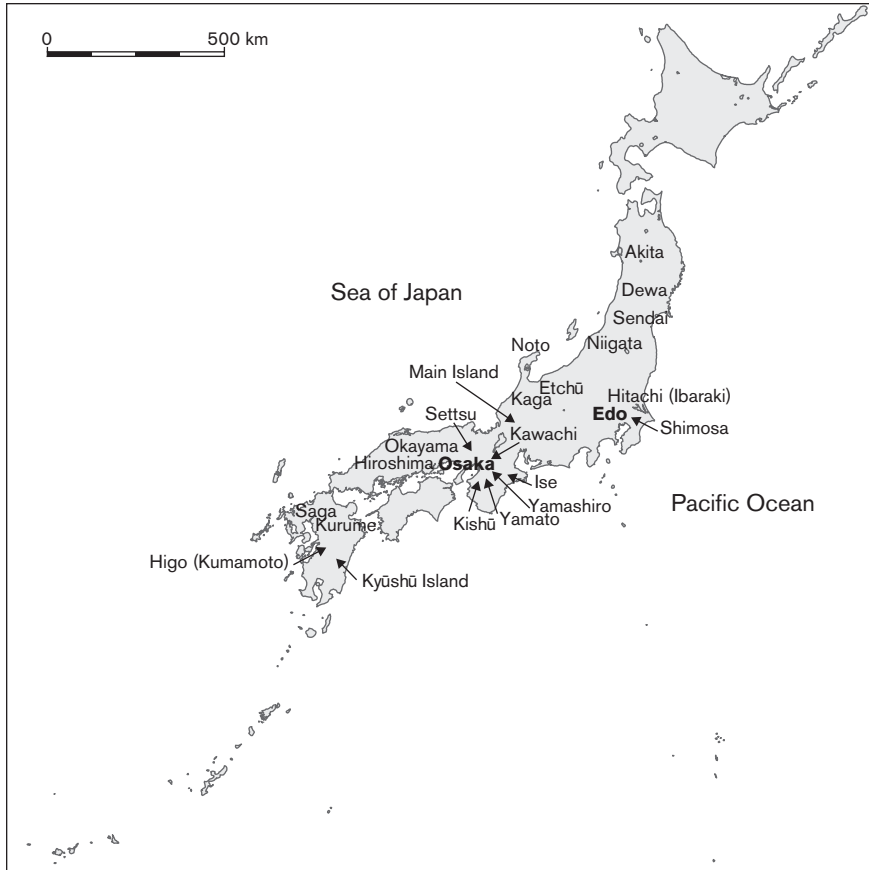 0 500 km
Akita
Sea of Japan
Dewa
Sendai
Niigata
Noto
Main Island
Etchū
Kaga
Hitachi (Ibaraki)
Edo
Settsu
Shimosa
Kawachi
Okayama
Hiroshima
Osaka
Ise
Yamashiro
Pacific Ocean
Kishū
Yamato
Saga
Kurume
Higo (Kumamoto)
Kyūshū Island